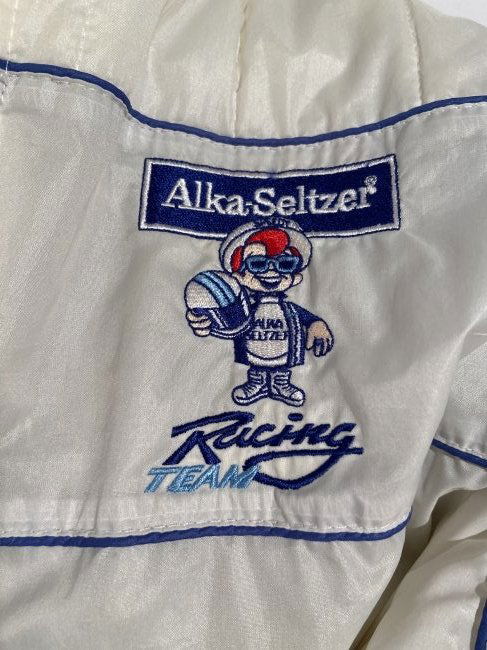 Alka-Seltzer®
ALKA
SELTZER
Racing
TEAM